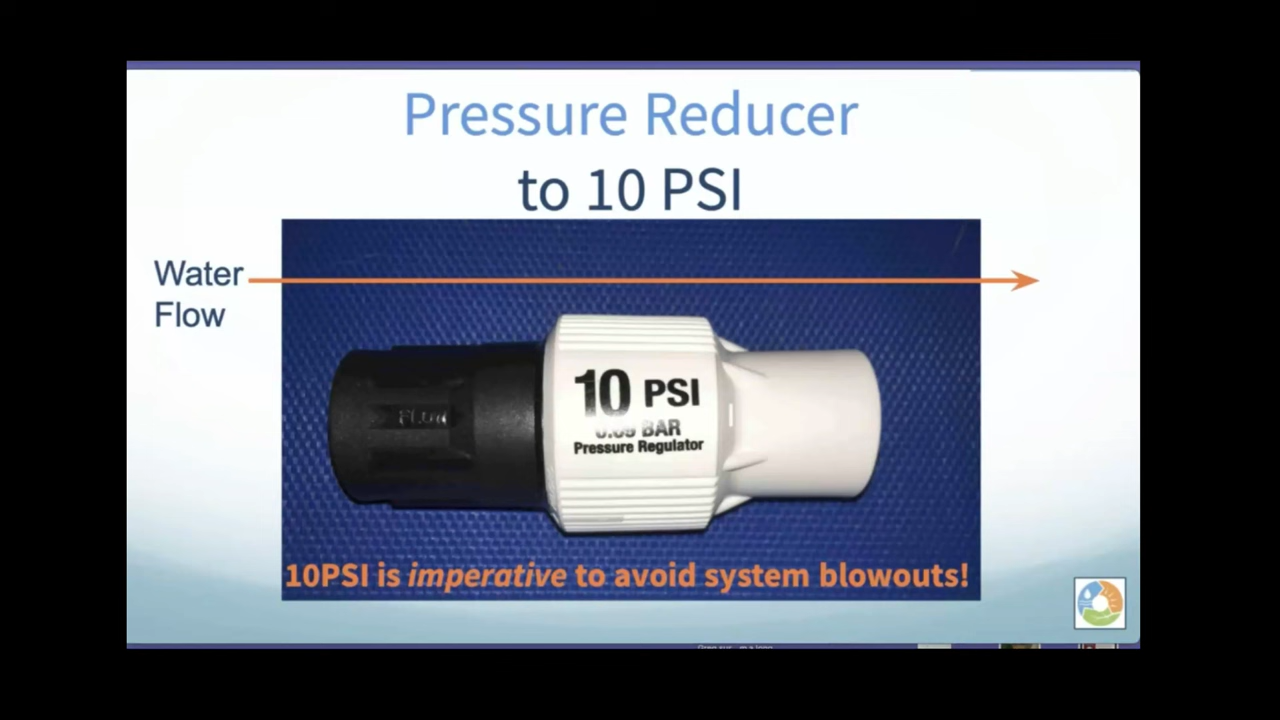 Pressure Reducer
to 10 PSI
Water
Flow
FLOW
10 PSI
BAR
Pressure Regulator
10PSI is imperative to avoid system blowouts!